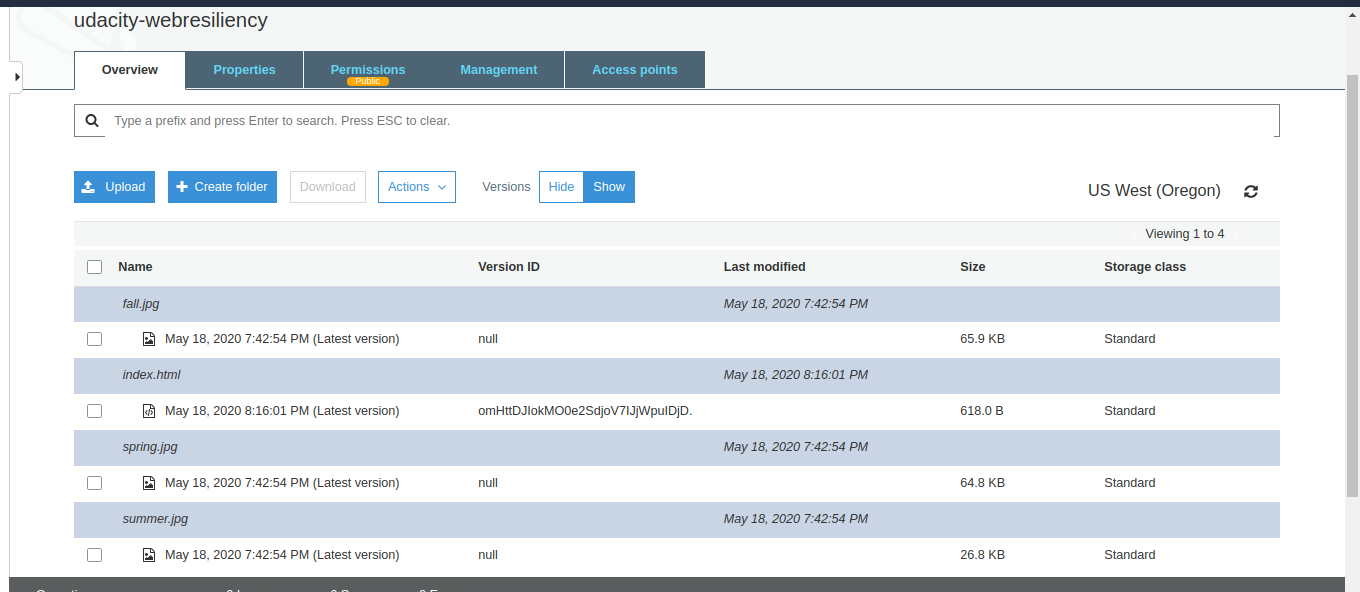 udacity-webresiliency
Overview Properties Permissions Management Access points
Public
Type a prefix and press Enter to search. Press ESC to clear.
Upload Create folder Download Actions Versions Hide Show US West (Oregon)
Viewing 1 to 4
Name Version ID Last modified Size Storage class
fall.jpg May 18, 2020 7:42:54 PM
May 18, 2020 7:42:54 PM (Latest version) null 65.9 KB Standard
index.html May 18, 2020 8:16:01 PM
May 18, 2020 8:16:01 PM (Latest version) omHttDJIokMO0e2SdjoV7IJjWpuIDjD. 618.0 B Standard
spring.jpg May 18, 2020 7:42:54 PM
May 18, 2020 7:42:54 PM (Latest version) null 64.8 KB Standard
summer.jpg May 18, 2020 7:42:54 PM
May 18, 2020 7:42:54 PM (Latest version) null 26.8 KB Standard